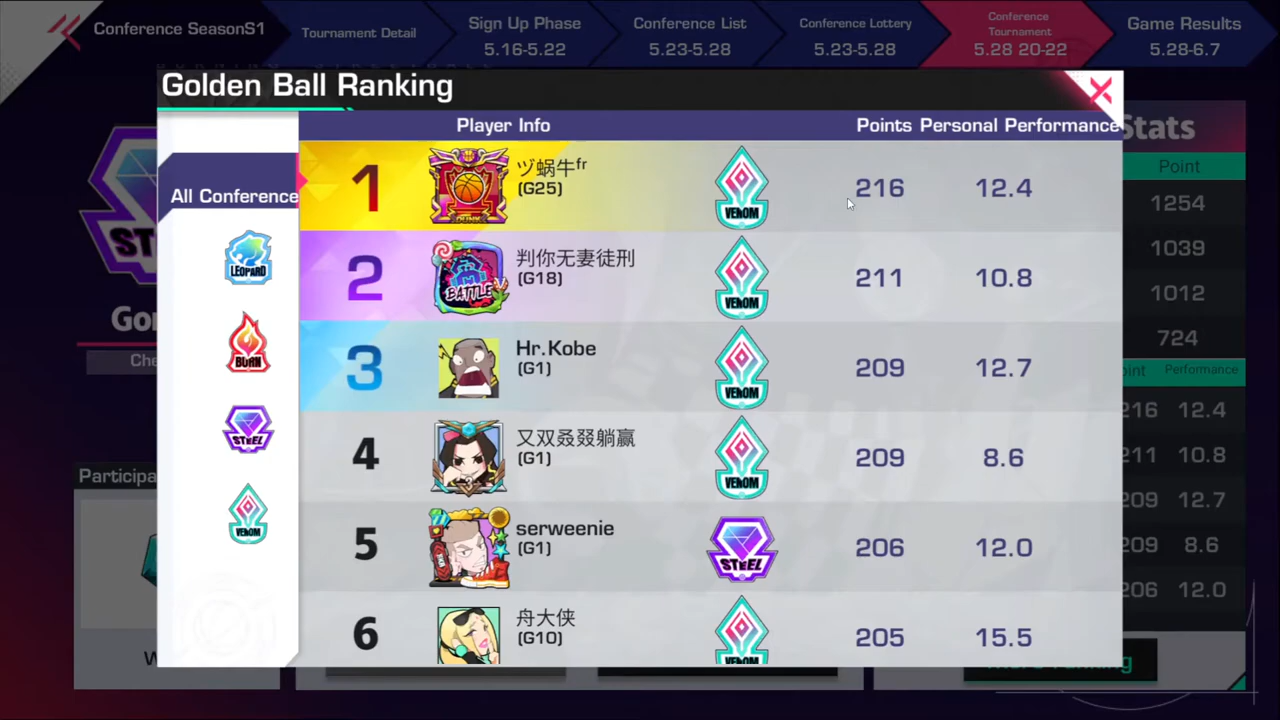 Conference SeasonS1
Tournament Detail
Sign Up Phase
5.16-5.22
Conference List
5.23-5.28
Conference Lottery
5.23-5.28
Conference
Tournament
5.28 20-22
Game Results
5.28-6.7
Golden Ball Ranking
Player Info
Points
Personal Performance
All Conference
LEOPARD
BURN
STEEL
VENOM
1
ヅ蜗牛fr
(G25)
VENOM
216
12.4
2
BATTLE
判你无妻徒刑
(G18)
VENOM
211
10.8
3
Hr.Kobe
(G1)
VENOM
209
12.7
4
又双叒叕躺赢
(G1)
VENOM
209
8.6
5
serweenie
(G1)
STEEL
206
12.0
6
舟大侠
(G10)
VENOM
205
15.5
Stats
Point
1254
1039
1012
724
oint
Performance
216 12.4
211 10.8
209 12.7
209 8.6
206 12.0
STE
Gor
Che
Participa
W